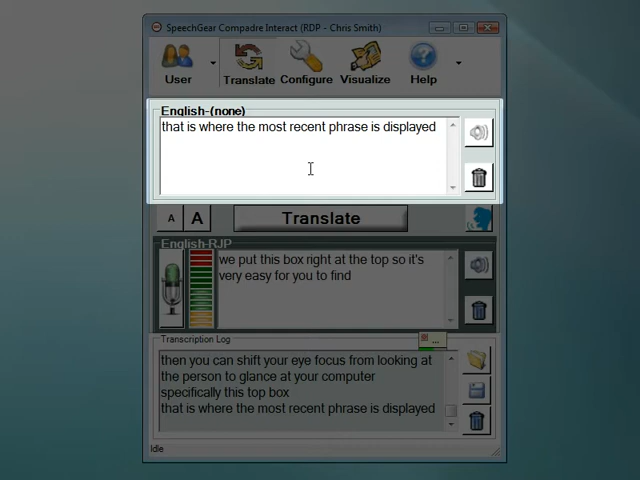 SpeechGear Compadre Interact (RDP - Chris Smith)
User
Translate
Configure
Visualize
Help
English-(none)
that is where the most recent phrase is displayed
A
A
Translate
English-RJP
we put this box right at the top so it's
very easy for you to find
...
Transcription Log
then you can shift your eye focus from looking at
the person to glance at your computer
specifically this top box
that is where the most recent phrase is displayed
Idle